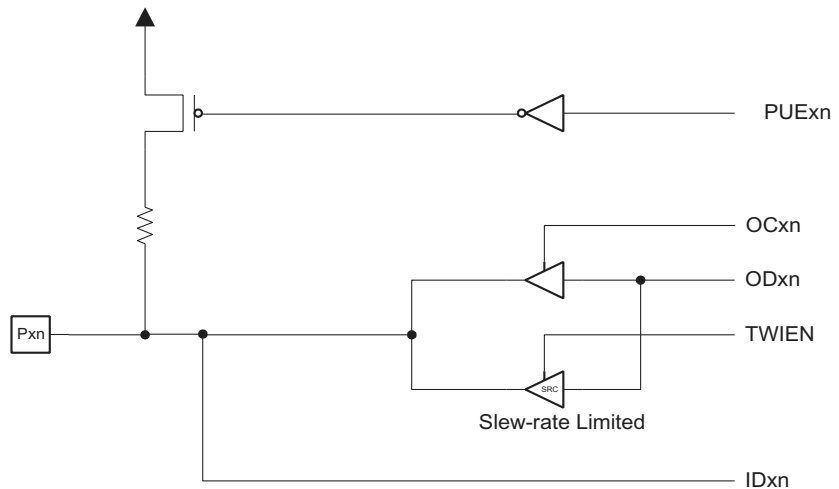 PUExn
OCxn
ODxn
Pxn
TWIEN
SRC
Slew-rate Limited
IDxn